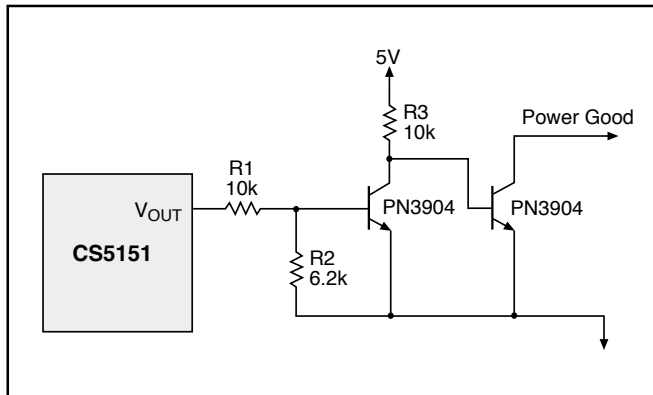 5V
R3
10k
Power Good
R1
10k
VOUT
PN3904
PN3904
CS5151
R2
6.2k